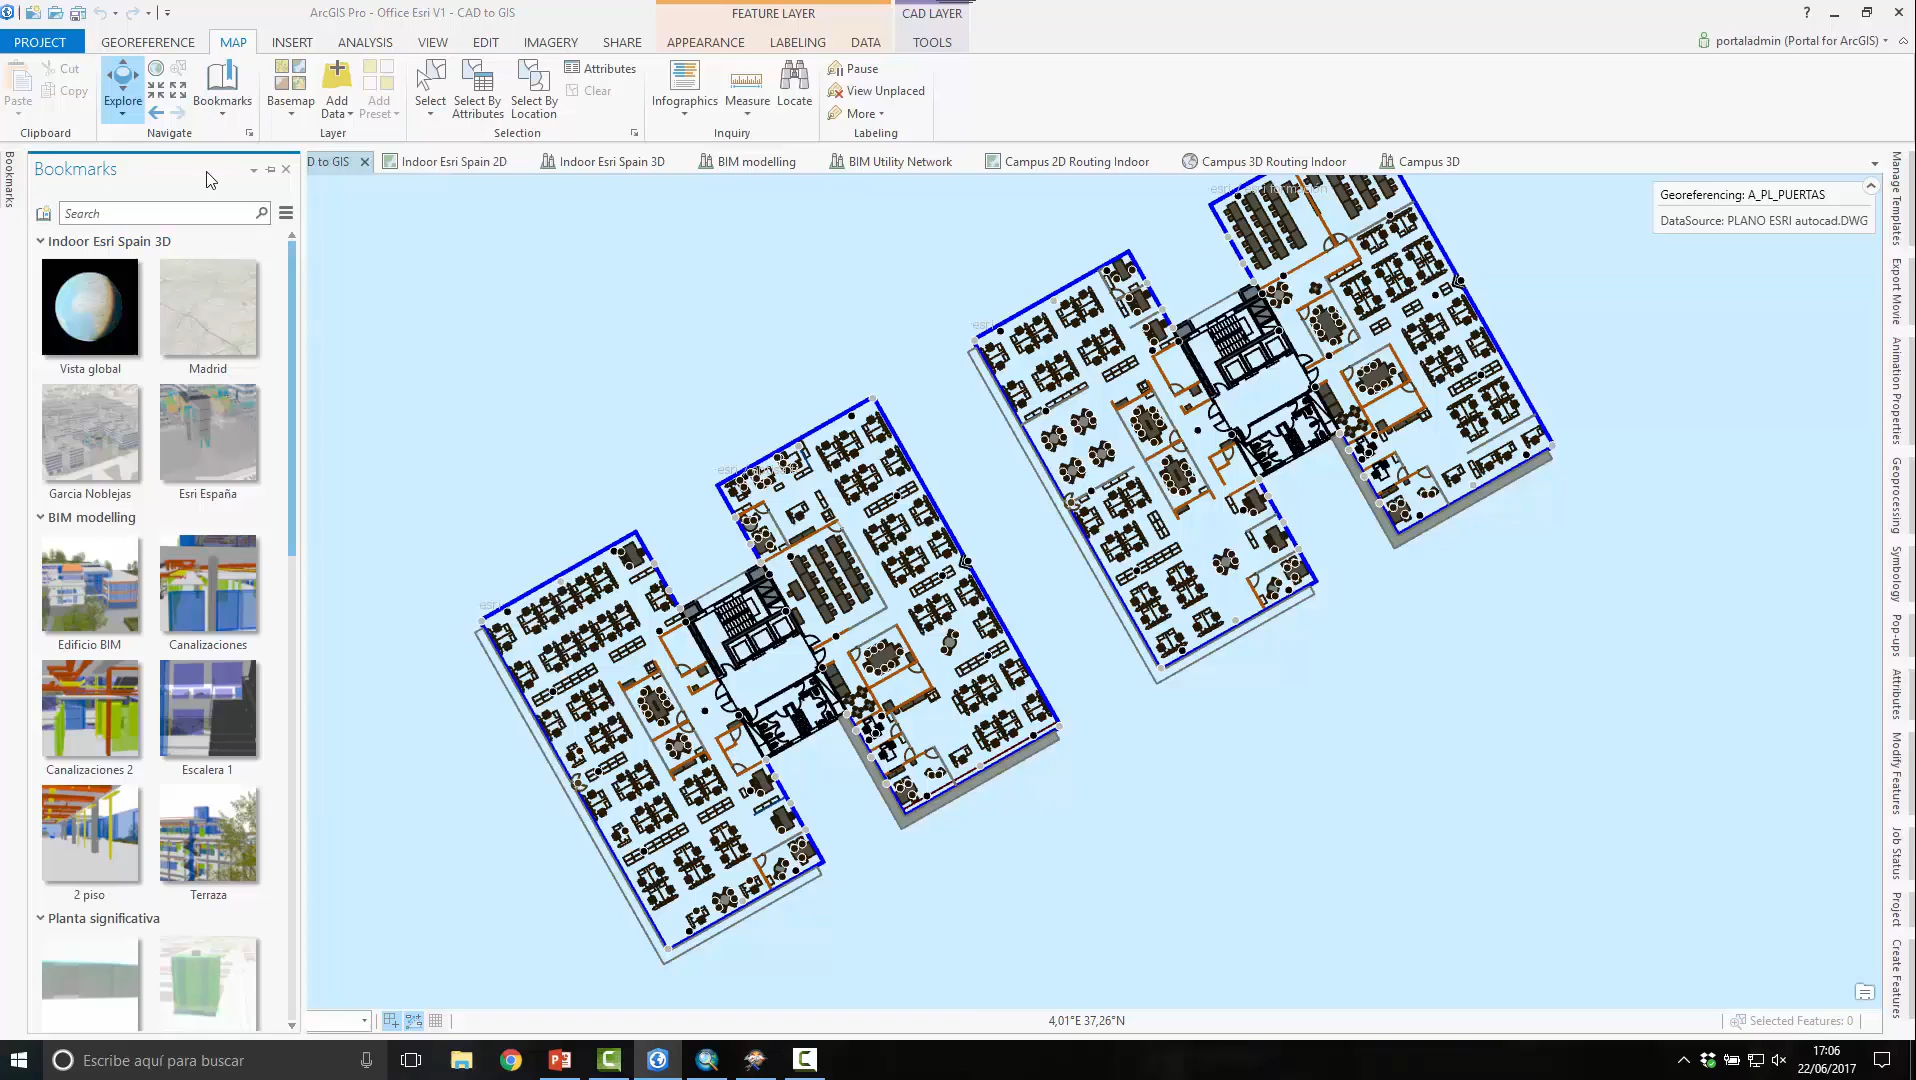 ArcGIS Pro - Office Esri V1 - CAD to GIS
FEATURE LAYER
CAD LAYER
?
PROJECT
GEOREFERENCE
MAP
INSERT
ANALYSIS
VIEW
EDIT
IMAGERY
SHARE
APPEARANCE
LABELING
DATA
TOOLS
portaladmin (Portal for ArcGIS)
Paste
Cut
Copy
Clipboard
Explore
Bookmarks
Navigate
Basemap
Add
Data
Add
Preset
Layer
Select
Select By
Attributes
Select By
Location
Attributes
Clear
Selection
Infographics
Measure
Locate
Inquiry
Pause
View Unplaced
More
Labeling
Bookmarks
Bookmarks
Search
Indoor Esri Spain 3D
Vista global
Madrid
Garcia Noblejas
Esri España
BIM modelling
Edificio BIM
Canalizaciones
Canalizaciones 2
Escalera 1
2 piso
Terraza
Planta significativa
D to GIS
Indoor Esri Spain 2D
Indoor Esri Spain 3D
BIM modelling
BIM Utility Network
Campus 2D Routing Indoor
Campus 3D Routing Indoor
Campus 3D
Georeferencing: A_PL_PUERTAS
DataSource: PLANO ESRI autocad.DWG
esri
esri
Manage Templates
Export Movie
Animation Properties
Geoprocessing
Symbology
Pop-ups
Attributes
Modify Features
Job Status
Project
Create Features
4,01°E 37,26°N
Selected Features: 0
Escribe aquí para buscar
17:06
22/06/2017